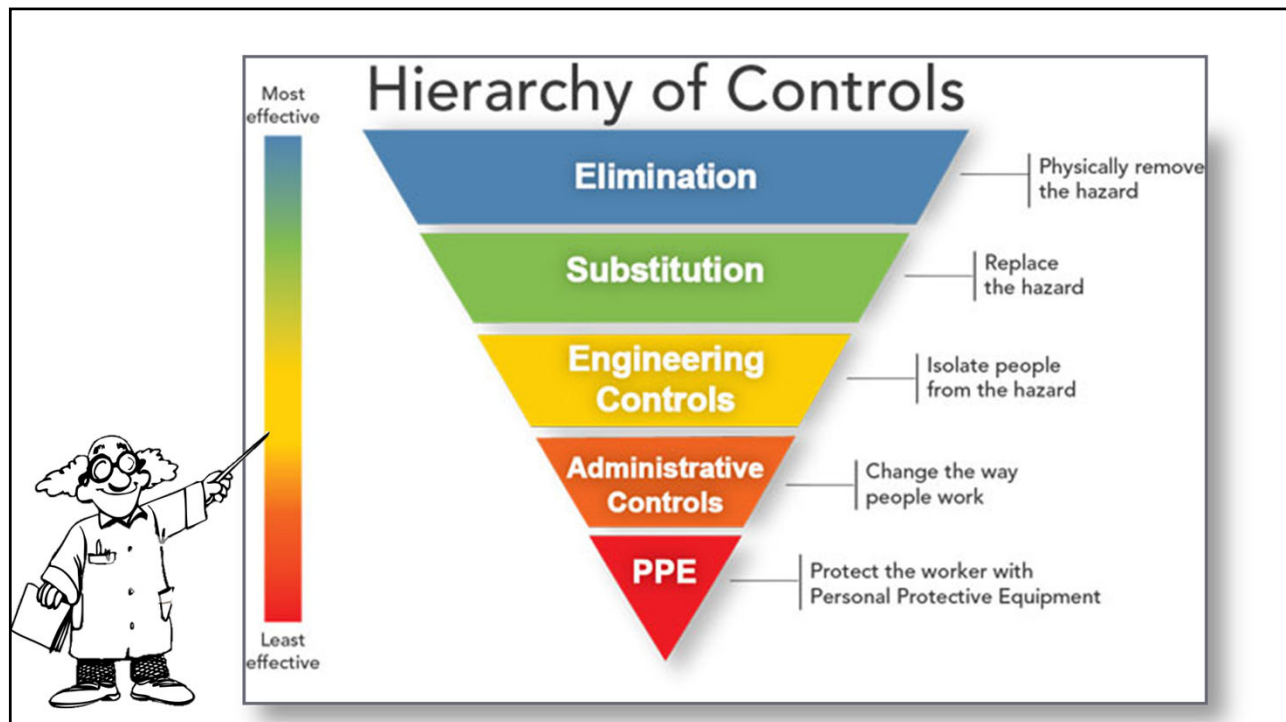 Hierarchy of Controls
Most
effective
Elimination
Physically remove
the hazard
Substitution
Replace
the hazard
Engineering
Controls
Isolate people
from the hazard
Administrative
Controls
Change the way
people work
PPE
Protect the worker with
Personal Protective Equipment
Least
effective